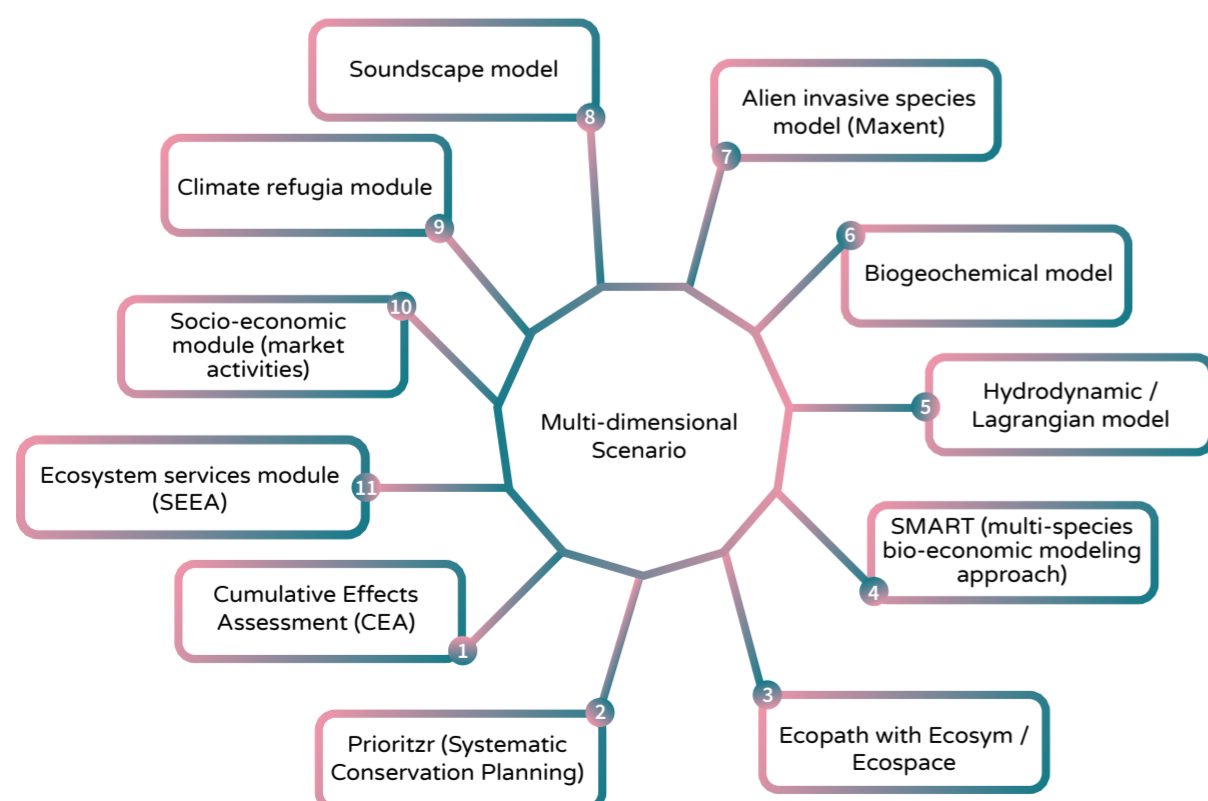 Soundscape model
8
Alien invasive species
model (Maxent)
7
Climate refugia module
9
6
Biogeochemical model
10
Socio-economic
module (market
activities)
Hydrodynamic /
Lagrangian model
5
Multi-dimensional
Scenario
Ecosystem services module
(SEEA)
11
SMART (multi-species
bio-economic modeling
approach)
4
Cumulative Effects
Assessment (CEA)
1
2
Prioritzr (Systematic
Conservation Planning)
3
Ecopath with Ecosym /
Ecospace